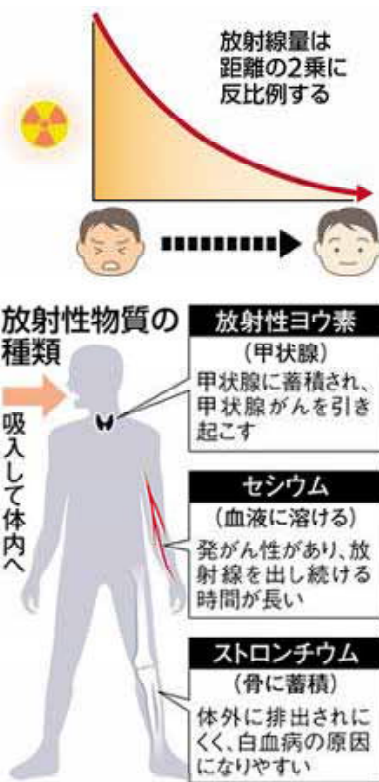 放射線量は
距離の2乗に
反比例する
放射性物質の
種類
吸入して体内へ
放射性ヨウ素
(甲状腺)
甲状腺に蓄積され、
甲状腺がんを引き
起こす
セシウム
(血液に溶ける)
発がん性があり、放
射線を出し続ける
時間が長い
ストロンチウム
(骨に蓄積)
体外に排出されに
くく、白血病の原因
になりやすい